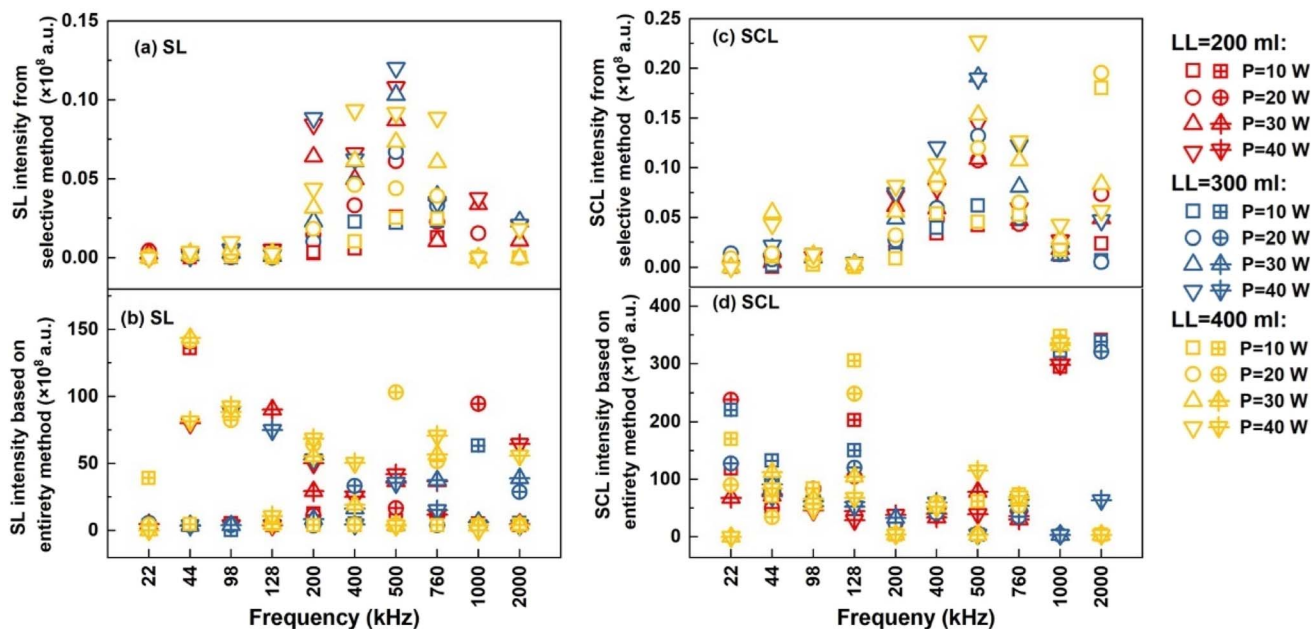 (a) SL
SL intensity from
selective method (×10⁸ a.u.)
0.15
0.10
0.05
0.00
(b) SL
SL intensity based on
entirety method (×10⁸ a.u.)
150
100
50
0
22
44
98
128
200
400
500
760
1000
2000
Frequency (kHz)
(c) SCL
SCL intensity from
selective method (×10⁸ a.u.)
0.25
0.20
0.15
0.10
0.05
0.00
(d) SCL
SCL intensity based on
entirety method (×10⁸ a.u.)
400
300
200
100
0
22
44
98
128
200
400
500
760
1000
2000
Frequeny (kHz)
LL=200 ml:
P=10 W
P=20 W
P=30 W
P=40 W
LL=300 ml:
P=10 W
P=20 W
P=30 W
P=40 W
LL=400 ml:
P=10 W
P=20 W
P=30 W
P=40 W